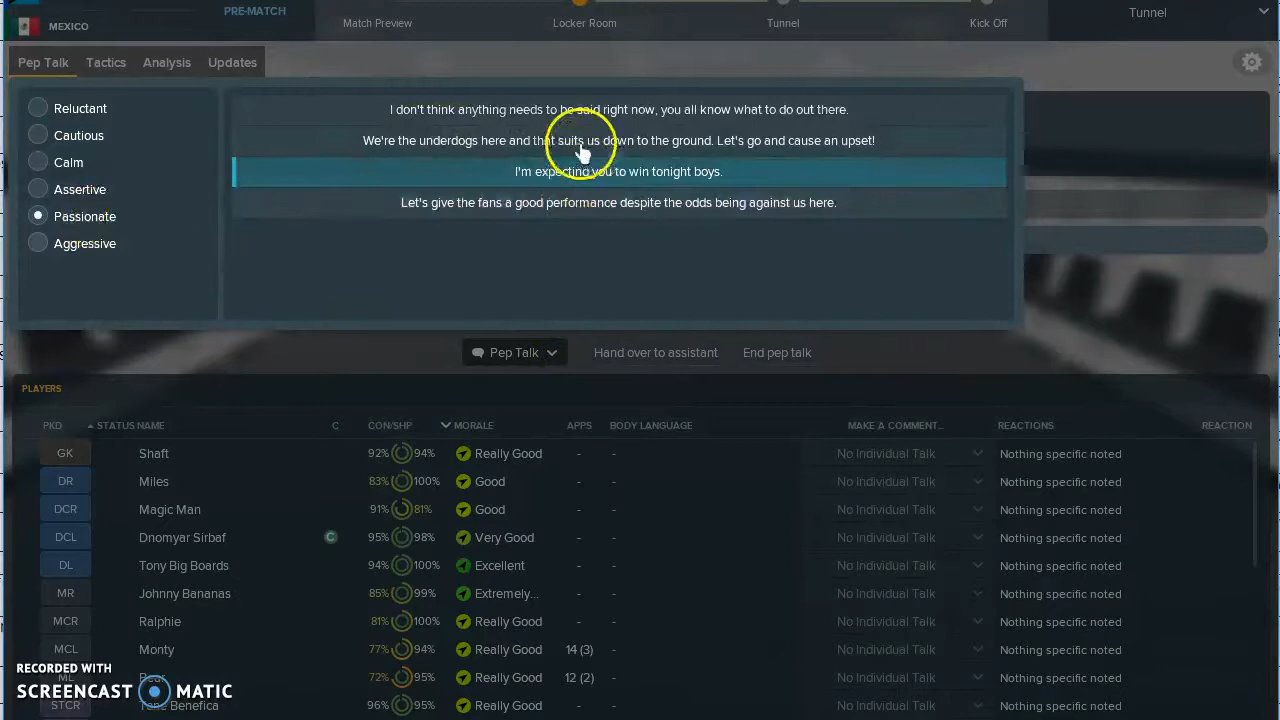 PRE-MATCH
MEXICO
Match Preview
Locker Room
Tunnel
Kick Off
Tunnel
Pep Talk
Tactics
Analysis
Updates
Reluctant
Cautious
Calm
Assertive
Passionate
Aggressive
I don't think anything needs to be said right now, you all know what to do out there.
We're the underdogs here and that suits us down to the ground. Let's go and cause an upset!
I'm expecting you to win tonight boys.
Let's give the fans a good performance despite the odds being against us here.
Pep Talk
Hand over to assistant
End pep talk
PLAYERS
PKD STATUS NAME C CON/SHP MORALE APPS BODY LANGUAGE MAKE A COMMENT... REACTIONS REACTION
GK Shaft 92% 94% Really Good - - No Individual Talk Nothing specific noted
DR Miles 83% 100% Good - - No Individual Talk Nothing specific noted
DCR Magic Man 91% 81% Good - - No Individual Talk Nothing specific noted
DCL Dnomyar Sirbaf C 95% 98% Very Good - - No Individual Talk Nothing specific noted
DL Tony Big Boards 94% 100% Excellent - - No Individual Talk Nothing specific noted
MR Johnny Bananas 85% 99% Extremely... - - No Individual Talk Nothing specific noted
MCR Ralphie 81% 100% Really Good - - No Individual Talk Nothing specific noted
MCL Monty 77% 94% Really Good 14 (3) - No Individual Talk Nothing specific noted
ML 72% 95% Really Good 12 (2) - No Individual Talk Nothing specific noted
STCR Benefica 96% 95% Really Good - - No Individual Talk Nothing specific noted
RECORDED WITH
SCREENCAST MATIC